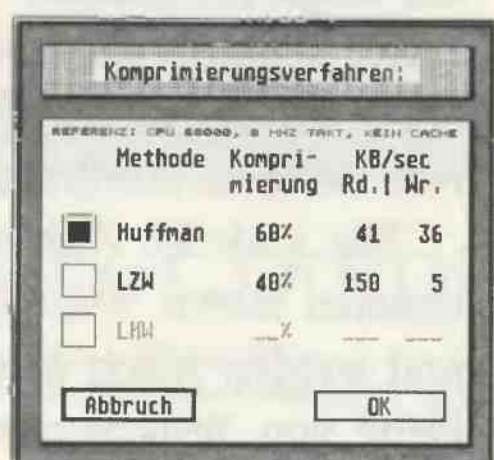 Komprimierungsverfahren:
REFERENZ: CPU 68000, 8 MHZ TAKT, KEIN CACHE
Methode Kompri- KB/sec
mierung Rd.| Wr.
Huffman 60% 41 36
LZW 40% 150 5
LHW __% ___ ___
Abbruch OK